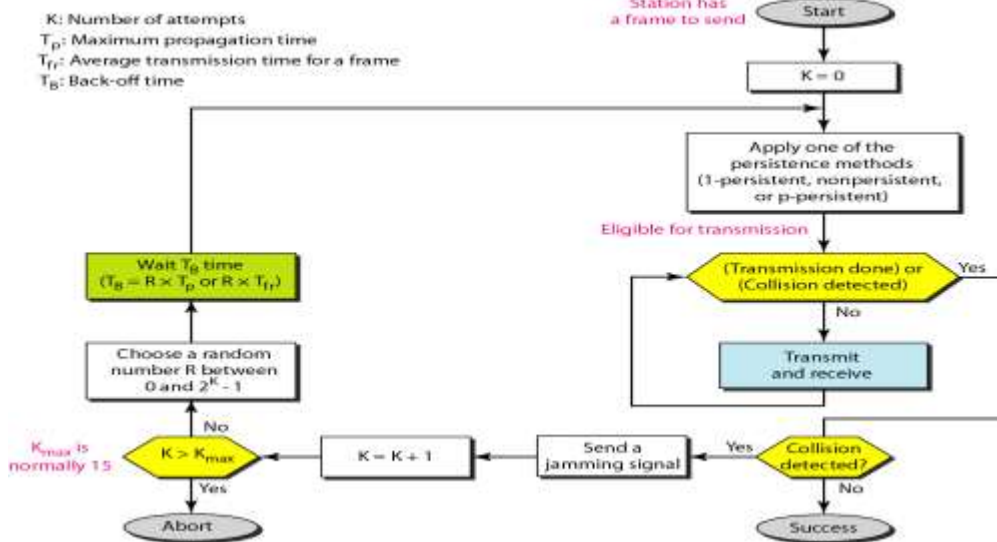 Station has
a frame to send
Start
K: Number of attempts
Tp: Maximum propagation time
Tfr: Average transmission time for a frame
TB: Back-off time
K = 0
Apply one of the
persistence methods
(1-persistent, nonpersistent,
or p-persistent)
Eligible for transmission
Wait TB time
(TB = R × Tp or R × Tfr)
(Transmission done) or
(Collision detected)
Yes
No
Choose a random
number R between
0 and 2^K - 1
Transmit
and receive
No
Kmax is
normally 15
K > Kmax
K = K + 1
Send a
jamming signal
Yes
Collision
detected?
Yes
No
Abort
Success